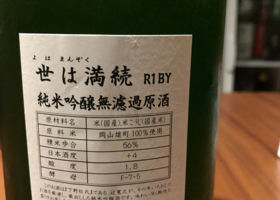 よは まんぞく
世は満続 R1BY
純米吟醸無濾過原酒
原材料名 米(国産)、米こうじ(国産米)
原料米 岡山雄町100%使用
精米歩合 56%
日本酒度 +4
酸度 1.8
酵母 F-7-5